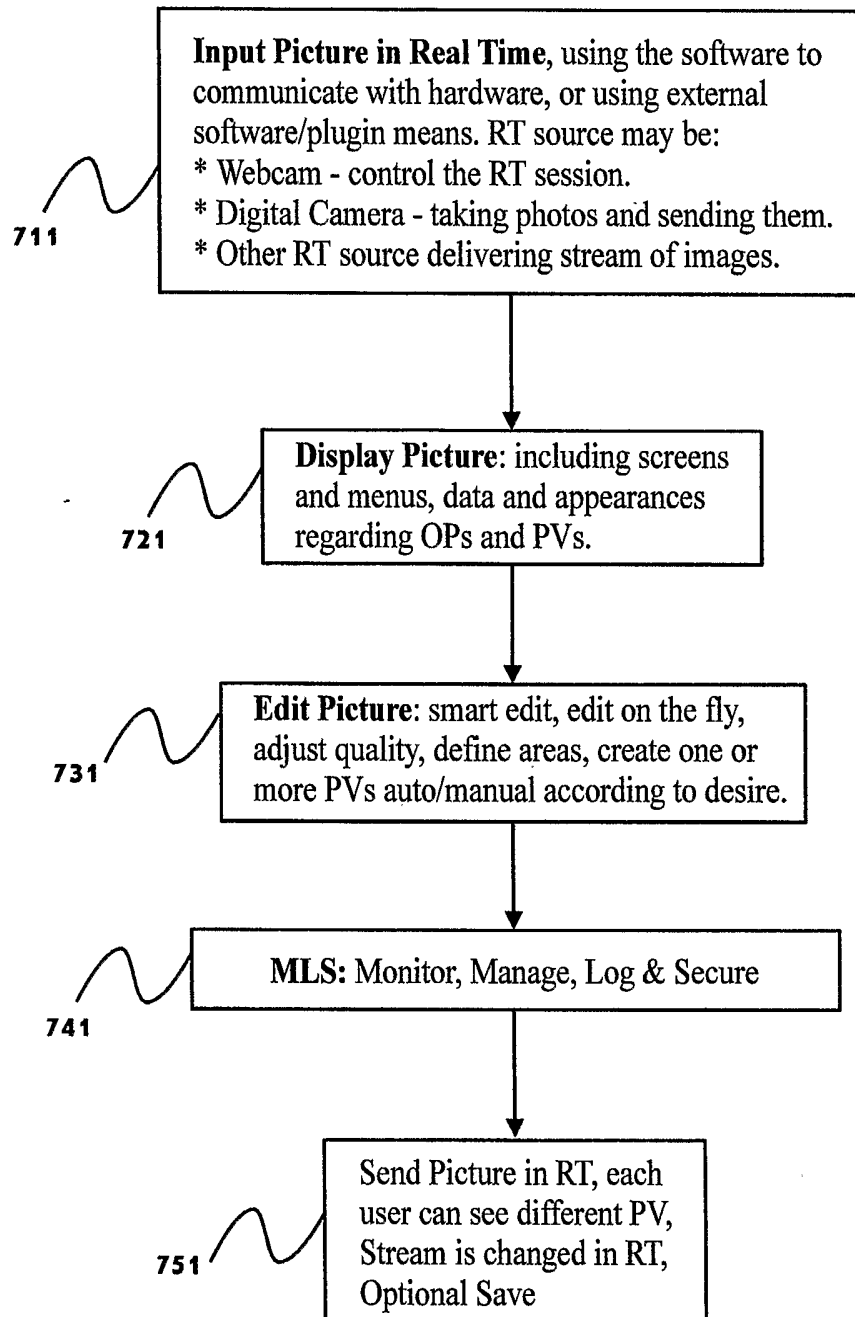 Input Picture in Real Time, using the software to
communicate with hardware, or using external
software/plugin means. RT source may be:
* Webcam - control the RT session.
* Digital Camera - taking photos and sending them.
* Other RT source delivering stream of images.
711
Display Picture: including screens
and menus, data and appearances
regarding OPs and PVs.
721
Edit Picture: smart edit, edit on the fly,
adjust quality, define areas, create one or
more PVs auto/manual according to desire.
731
MLS: Monitor, Manage, Log & Secure
741
Send Picture in RT, each
user can see different PV,
Stream is changed in RT,
Optional Save
751